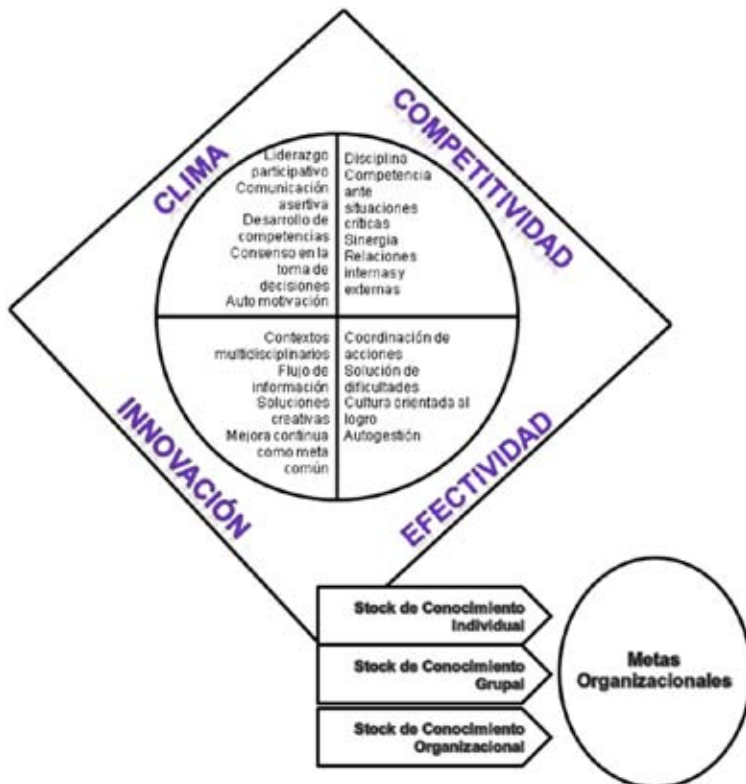 CLIMA
COMPETITIVIDAD
Liderazgo
participativo
Comunicación
asertiva
Desarrollo de
competencias
Consenso en la
toma de
decisiones
Auto motivación
Disciplina
Competencia
ante
situaciones
críticas
Sinergia
Relaciones
internas y
externas
Contextos
multidisciplinarios
Flujo de
información
Soluciones
creativas
Mejora continua
como meta
común
Coordinación de
acciones
Solución de
dificultades
Cultura orientada al
logro
Autogestión
INNOVACIÓN
EFECTIVIDAD
Stock de Conocimiento
Individual
Stock de Conocimiento
Grupal
Stock de Conocimiento
Organizacional
Metas
Organizacionales